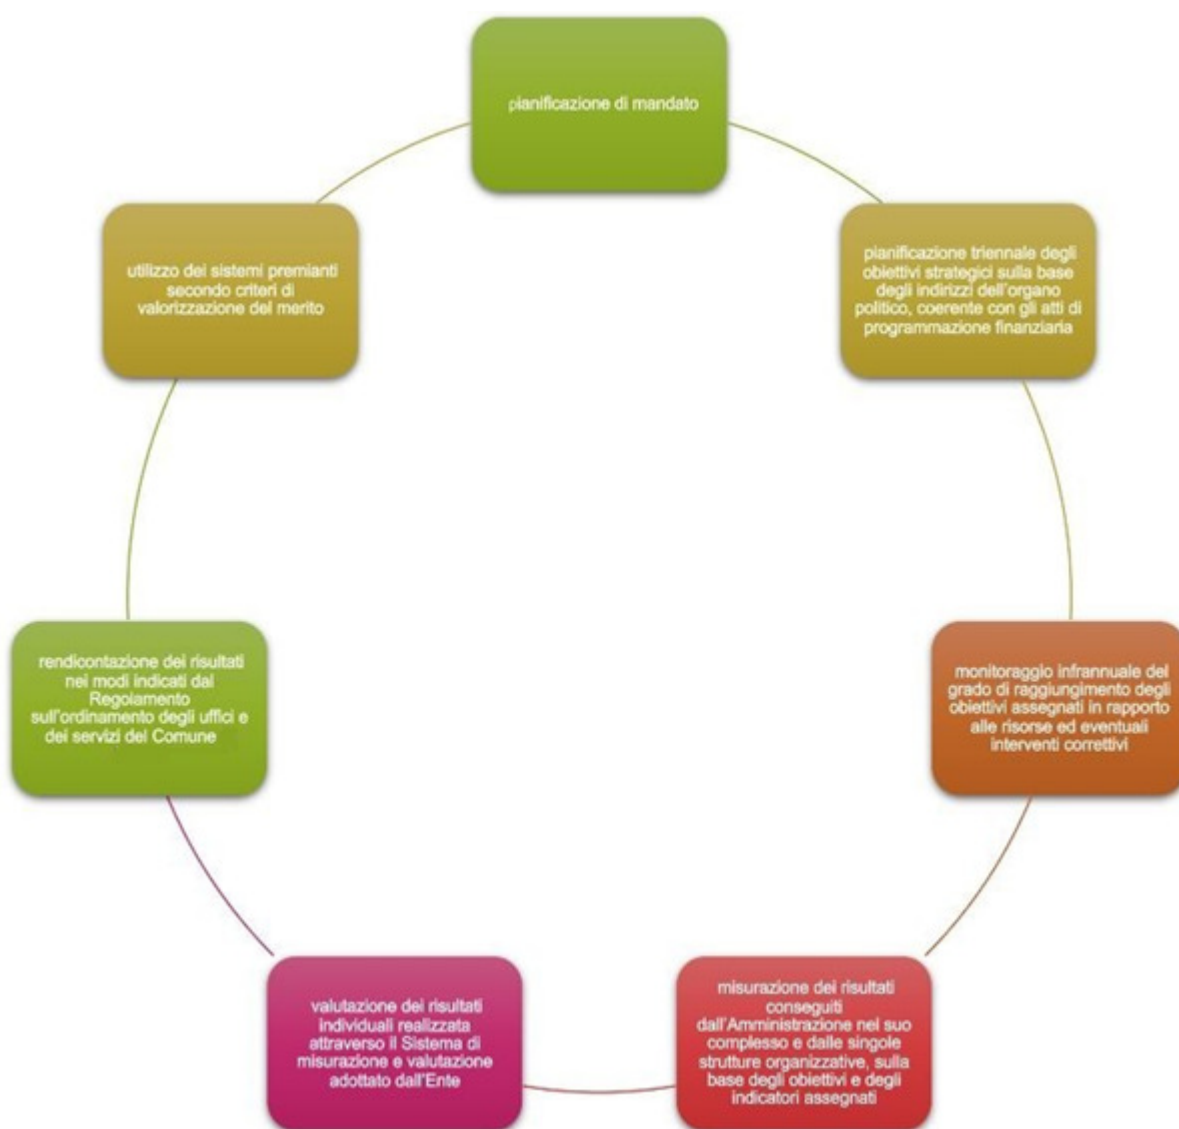 pianificazione di mandato
pianificazione triennale degli
obiettivi strategici sulla base
degli indirizzi dell'organo
politico, coerente con gli atti di
programmazione finanziaria
monitoraggio infrannuale del
grado di raggiungimento degli
obiettivi assegnati in rapporto
alle risorse ed eventuali
interventi correttivi
misurazione dei risultati
conseguiti
dall'Amministrazione nel suo
complesso e dalle singole
strutture organizzative, sulla
base degli obiettivi e degli
indicatori assegnati
valutazione dei risultati
individuali realizzata
attraverso il Sistema di
misurazione e valutazione
adottato dall'Ente
rendicontazione dei risultati
nei modi indicati dal
Regolamento
sull'ordinamento degli uffici e
dei servizi del Comune
utilizzo dei sistemi premianti
secondo criteri di
valorizzazione del merito